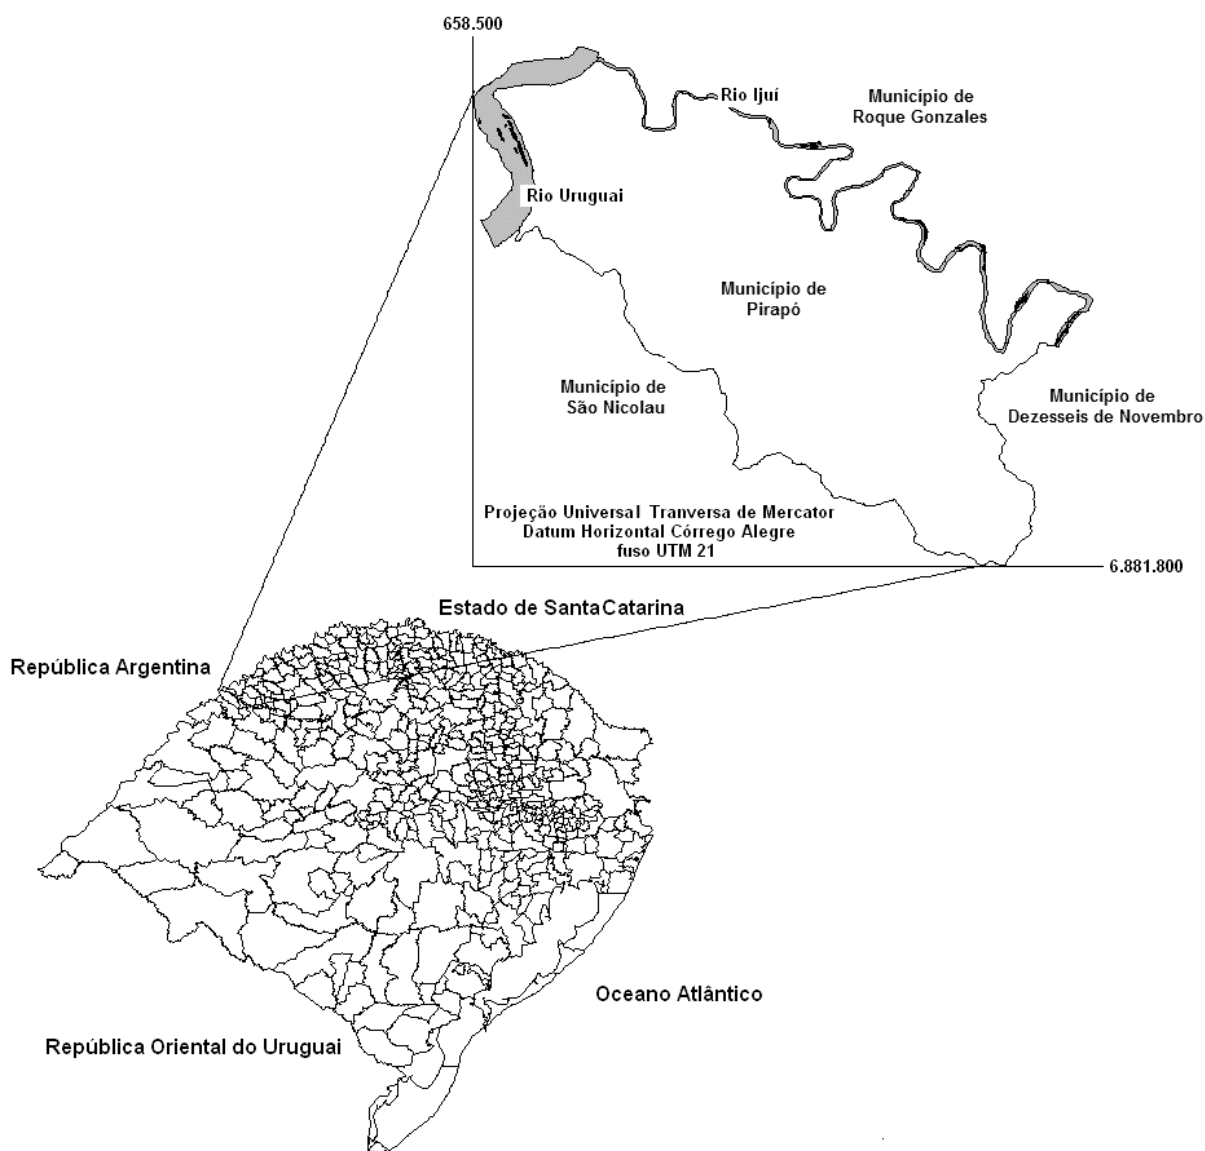 658.500
Rio Ijuí
Município de
Roque Gonzales
Rio Uruguai
Município de
Pirapó
Município de
São Nicolau
Município de
Dezesseis de Novembro
Projeção Universal Tranversa de Mercator
Datum Horizontal Córrego Alegre
fuso UTM 21
6.881.800
Estado de SantaCatarina
República Argentina
Oceano Atlântico
República Oriental do Uruguai